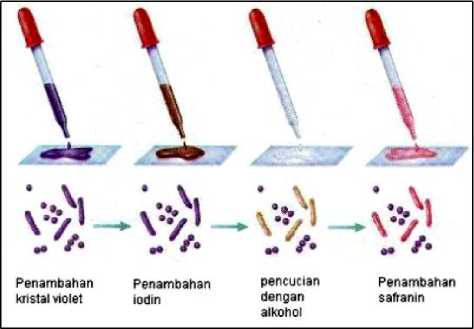 Penambahan
kristal violet
Penambahan
iodin
pencucian
dengan
alkohol
Penambahan
safranin